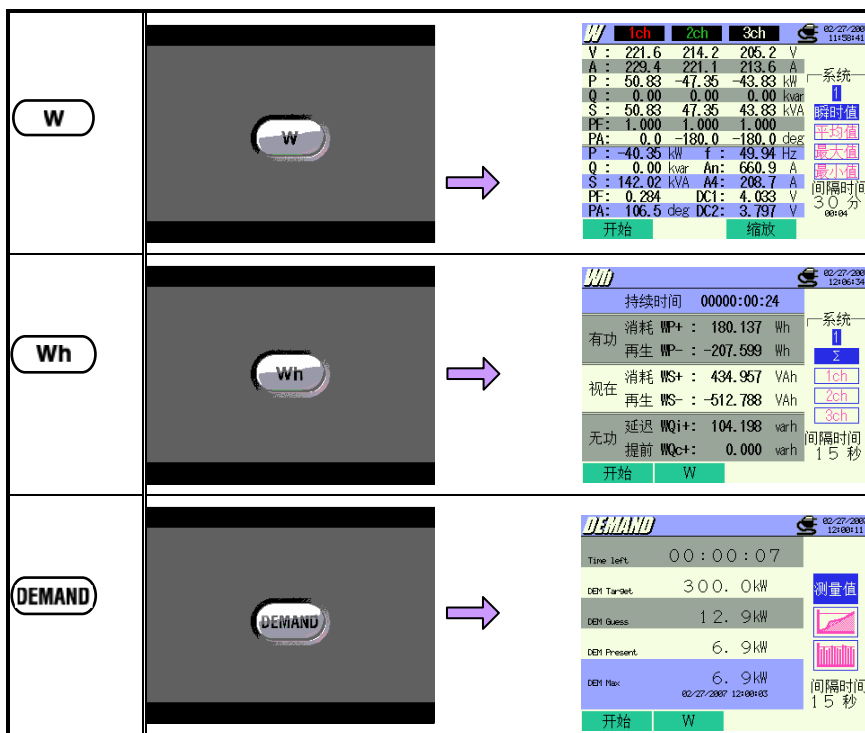 W
W
W 1ch 2ch 3ch 02/27/200
11:58:41
V : 221.6 214.2 205.2 V
A : 229.4 221.1 213.6 A
P : 50.83 -47.35 -43.83 kW
Q : 0.00 0.00 0.00 kvar
S : 50.83 47.35 43.83 kVA
PF: 1.000 1.000 1.000
PA: 0.0 -180.0 -180.0 deg
P : -40.35 kW f : 49.94 Hz
Q : 0.00 kvar An: 660.9 A
S : 142.02 kVA A4: 208.7 A
PF: 0.284 DC1: 4.033 V
PA: 106.5 deg DC2: 3.797 V
系统
1
瞬时值
平均值
最大值
最小值
间隔时间
30 分
00:04
开始 缩放
Wh
Wh
Wh 02/27/200
12:06:34
持续时间 00000:00:24
有功 消耗 WP+ : 180.137 Wh
再生 WP- : -207.599 Wh
视在 消耗 WS+ : 434.957 VAh
再生 WS- : -512.788 VAh
无功 延迟 WQi+: 104.198 varh
提前 WQc+: 0.000 varh
系统
1
Σ
1ch
2ch
3ch
间隔时间
15 秒
开始 W
DEMAND
DEMAND
DEMAND 02/27/2007
12:00:11
Time left 00:00:07
DEM Target 300. 0kW
DEM Guess 12. 9kW
DEM Present 6. 9kW
DEM Max 6. 9kW
02/27/2007 12:00:03
测量值
间隔时间
15 秒
开始 W